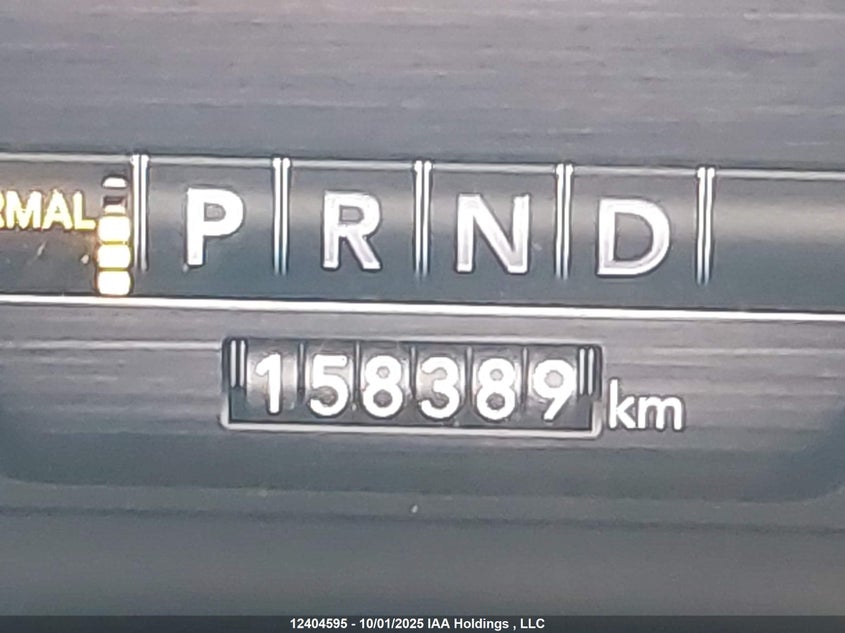 RMAL P R N D
158389 km
12404595 - 10/01/2025 IAA Holdings , LLC